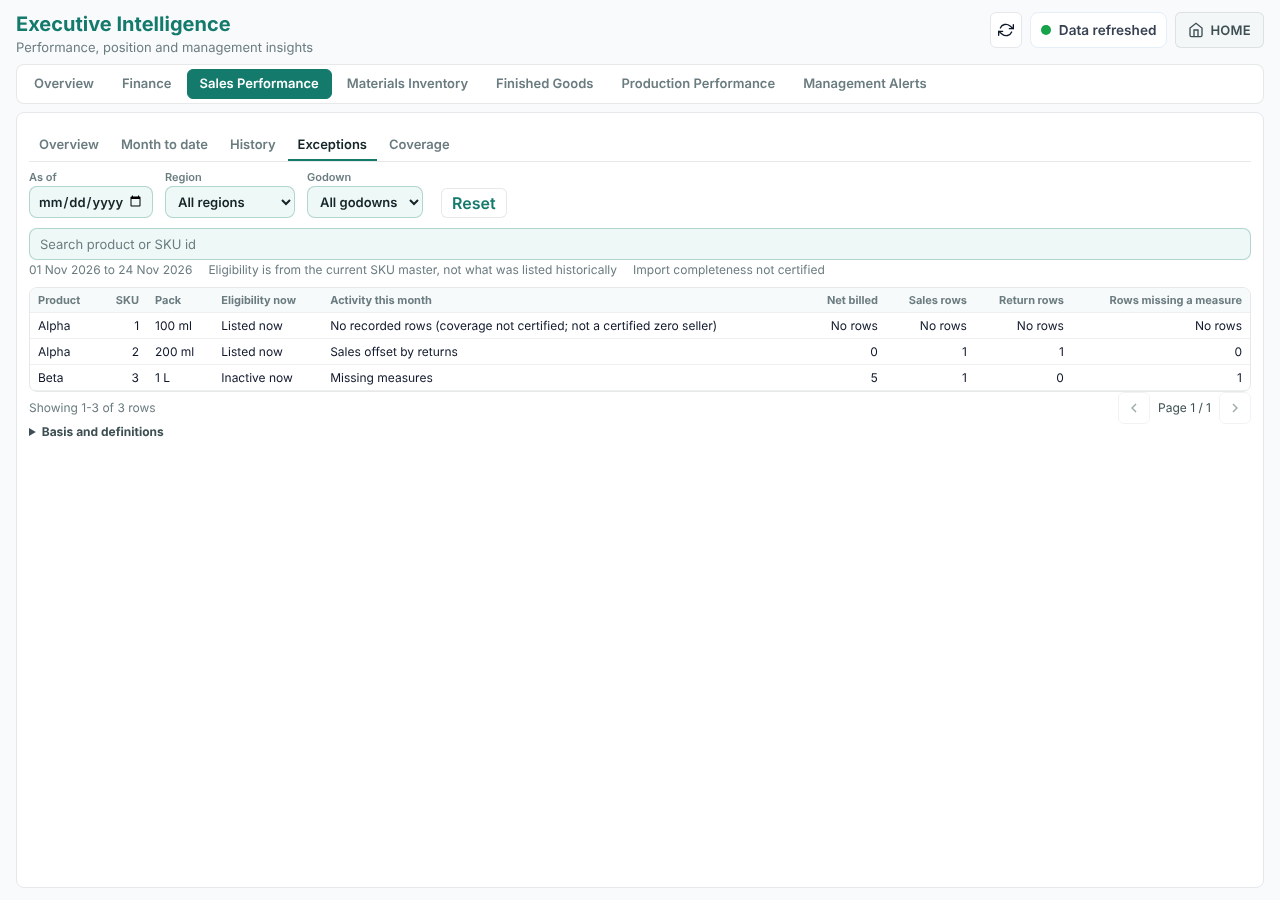 Executive Intelligence
Performance, position and management insights
Data refreshed
HOME
Overview Finance Sales Performance Materials Inventory Finished Goods Production Performance Management Alerts
Overview Month to date History Exceptions Coverage
As of Region Godown
mm/dd/yyyy All regions All godowns Reset
Search product or SKU id
01 Nov 2026 to 24 Nov 2026 Eligibility is from the current SKU master, not what was listed historically Import completeness not certified
Product SKU Pack Eligibility now Activity this month Net billed Sales rows Return rows Rows missing a measure
Alpha 1 100 ml Listed now No recorded rows (coverage not certified; not a certified zero seller) No rows No rows No rows No rows
Alpha 2 200 ml Listed now Sales offset by returns 0 1 1 0
Beta 3 1 L Inactive now Missing measures 5 1 0 1
Showing 1-3 of 3 rows Page 1 / 1
Basis and definitions